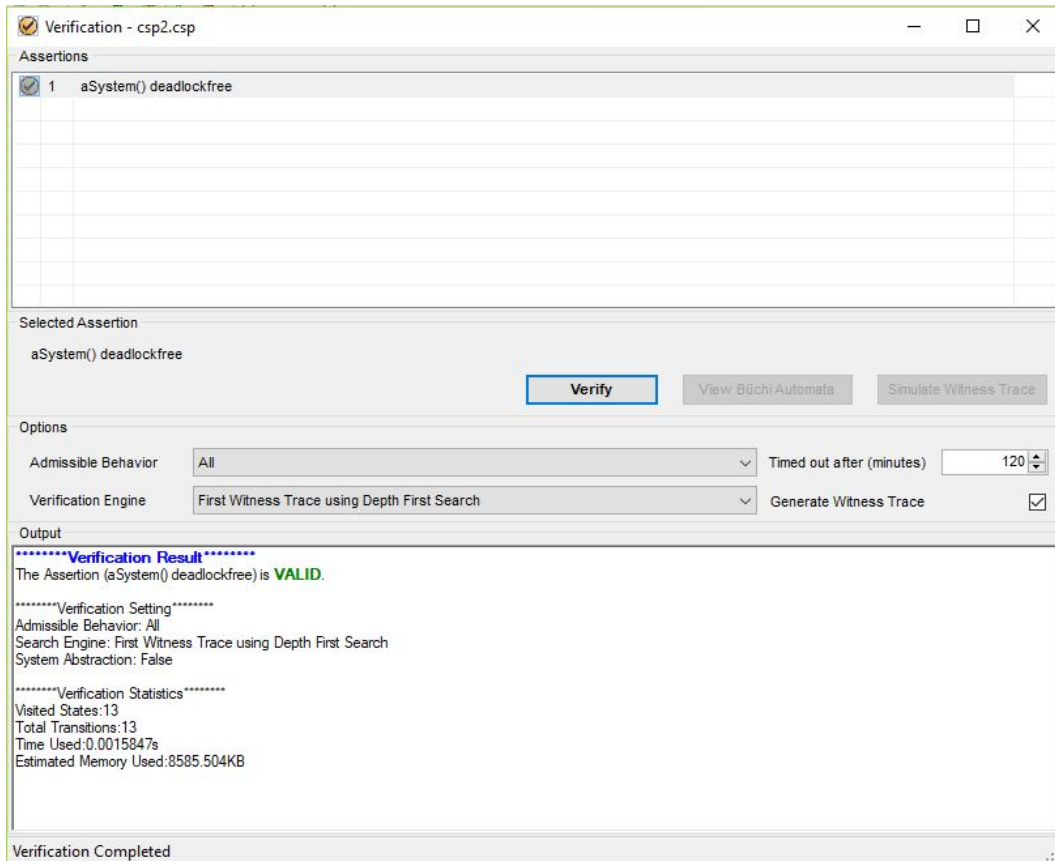 Verification - csp2.csp
Assertions
1 aSystem() deadlockfree
Selected Assertion
aSystem() deadlockfree
Verify View Büchi Automata Simulate Witness Trace
Options
Admissible Behavior All Timed out after (minutes) 120
Verification Engine First Witness Trace using Depth First Search Generate Witness Trace
Output
********Verification Result********
The Assertion (aSystem() deadlockfree) is VALID.
********Verification Setting********
Admissible Behavior: All
Search Engine: First Witness Trace using Depth First Search
System Abstraction: False
********Verification Statistics********
Visited States:13
Total Transitions:13
Time Used:0.0015847s
Estimated Memory Used:8585.504KB
Verification Completed